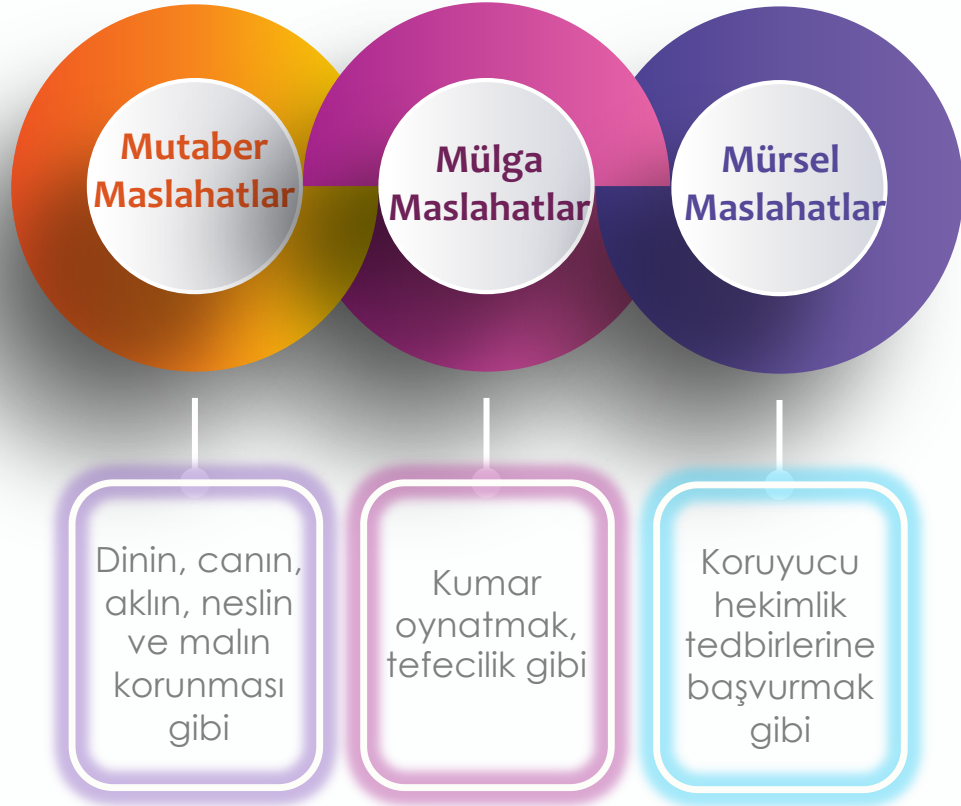 Mutaber
Maslahatlar
Mülga
Maslahatlar
Mürsel
Maslahatlar
Dinin, canın,
aklın, neslin
ve malın
korunması
gibi
Kumar
oynatmak,
tefecilik gibi
Koruyucu
hekimlik
tedbirlerine
başvurmak
gibi